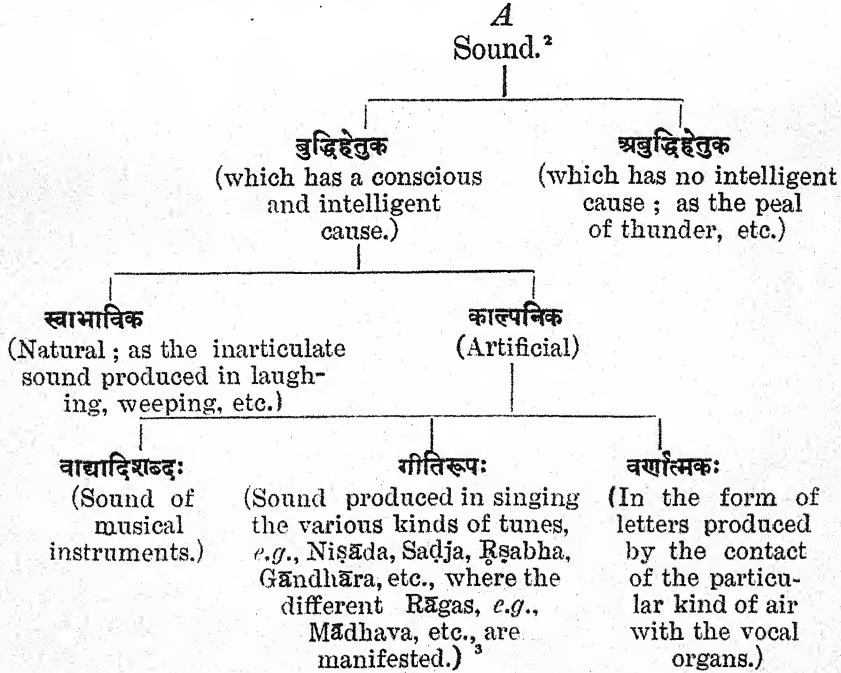 A
Sound.²
बुद्धिहेतुक
(which has a conscious
and intelligent
cause.)
अबुद्धिहेतुक
(which has no intelligent
cause ; as the peal
of thunder, etc.)
स्वाभाविक
(Natural ; as the inarticulate
sound produced in laugh-
ing, weeping, etc.)
काल्पनिक
(Artificial)
वाद्यादिशब्दः
(Sound of
musical
instruments.)
गीतिरूपः
(Sound produced in singing
the various kinds of tunes,
e.g., Niṣāda, Saḍja, R̥ṣabha,
Gāndhāra, etc., where the
different Rāgas, e.g.,
Mādhava, etc., are
manifested.) ³
वर्णात्मकः
(In the form of
letters produced
by the contact
of the particu-
lar kind of air
with the vocal
organs.)